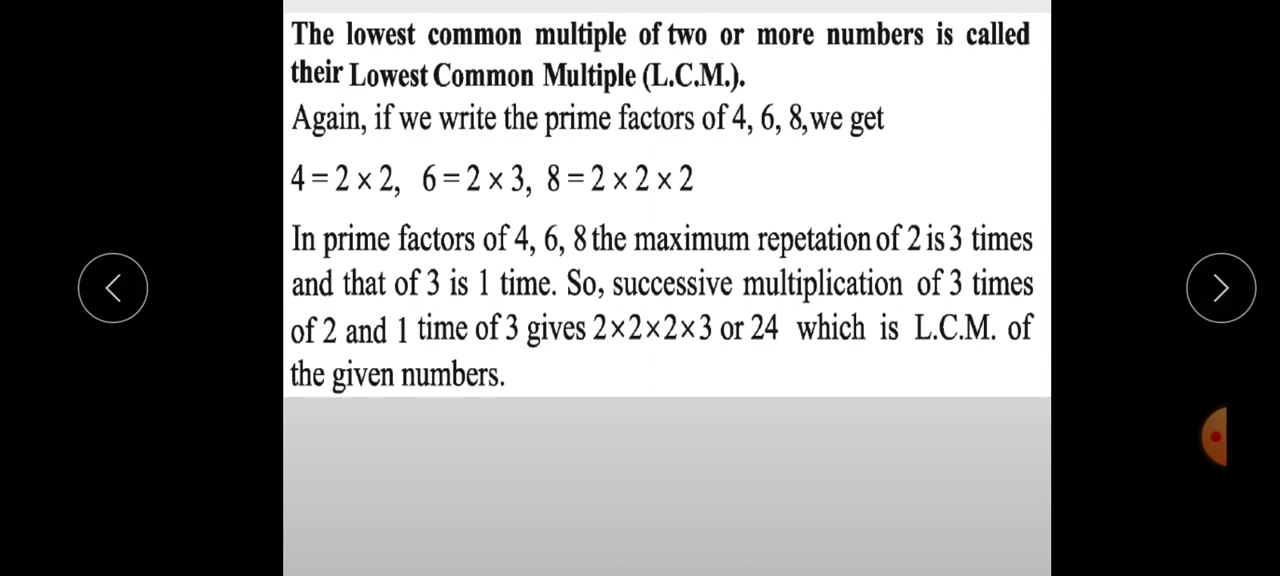 The lowest common multiple of two or more numbers is called
their Lowest Common Multiple (L.C.M.).
Again, if we write the prime factors of 4, 6, 8, we get
4 = 2 × 2, 6 = 2 × 3, 8 = 2 × 2 × 2
In prime factors of 4, 6, 8 the maximum repetation of 2 is 3 times
and that of 3 is 1 time. So, successive multiplication of 3 times
of 2 and 1 time of 3 gives 2×2×2×3 or 24 which is L.C.M. of
the given numbers.